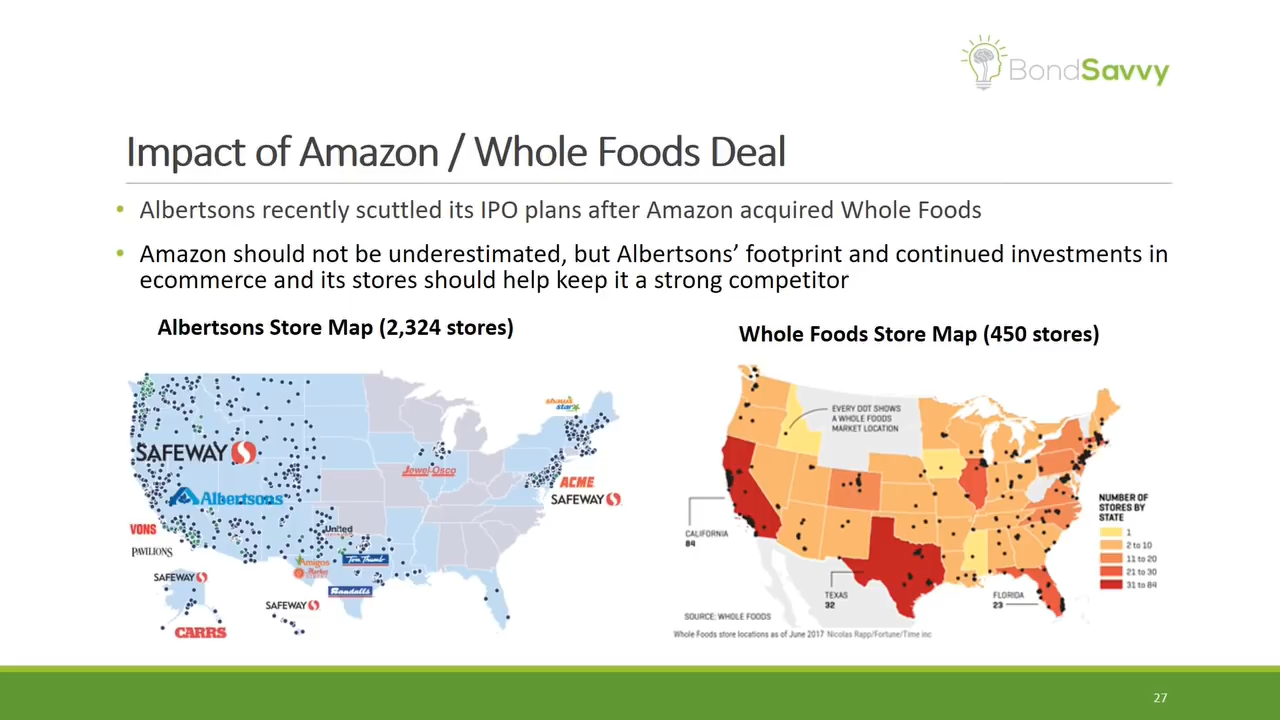 BondSavvy
Impact of Amazon / Whole Foods Deal
• Albertsons recently scuttled its IPO plans after Amazon acquired Whole Foods
• Amazon should not be underestimated, but Albertsons’ footprint and continued investments in
ecommerce and its stores should help keep it a strong competitor
Albertsons Store Map (2,324 stores)
shaw's
star
SAFEWAY
Jewel-Osco
Albertsons
ACME
SAFEWAY
VONS
United
PAVILIONS
Amigos
Tom Thumb
Market
SAFEWAY
Randalls
SAFEWAY
CARRS
Whole Foods Store Map (450 stores)
EVERY DOT SHOWS
A WHOLE FOODS
MARKET LOCATION
NUMBER OF
STORES BY
STATE
1
2 to 10
11 to 20
21 to 30
31 to 84
CALIFORNIA
84
TEXAS
32
FLORIDA
23
SOURCE: WHOLE FOODS
Whole Foods store locations as of June 2017 Nicolas Rapp/Fortune/Time inc
27